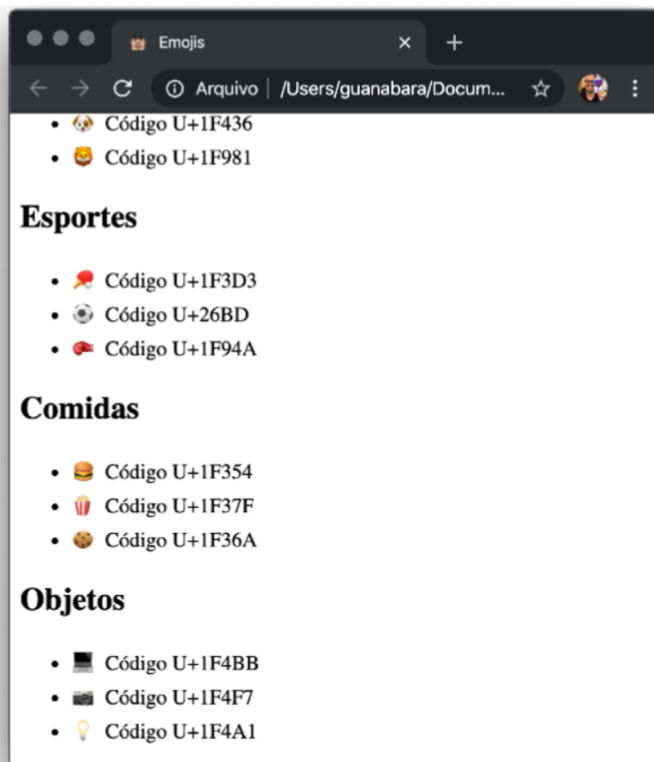 Emojis
Arquivo | /Users/guanabara/Docum...
🐶 Código U+1F436
🦁 Código U+1F981
Esportes
🏓 Código U+1F3D3
⚽ Código U+26BD
🥊 Código U+1F94A
Comidas
🍔 Código U+1F354
🍿 Código U+1F37F
🍪 Código U+1F36A
Objetos
💻 Código U+1F4BB
📷 Código U+1F4F7
💡 Código U+1F4A1